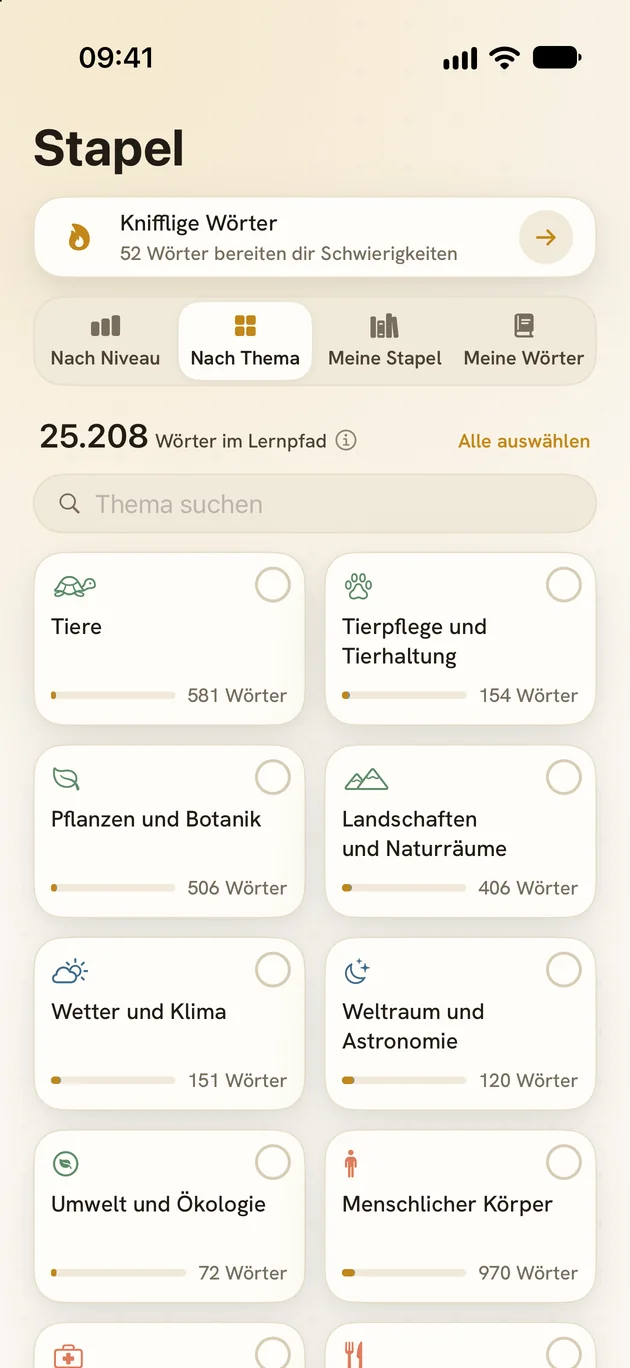 09:41
Stapel
Knifflige Wörter
52 Wörter bereiten dir Schwierigkeiten
Nach Niveau
Nach Thema
Meine Stapel
Meine Wörter
25.208 Wörter im Lernpfad
Alle auswählen
Thema suchen
Tiere
581 Wörter
Tierpflege und
Tierhaltung
154 Wörter
Pflanzen und Botanik
506 Wörter
Landschaften
und Naturräume
406 Wörter
Wetter und Klima
151 Wörter
Weltraum und
Astronomie
120 Wörter
Umwelt und Ökologie
72 Wörter
Menschlicher Körper
970 Wörter